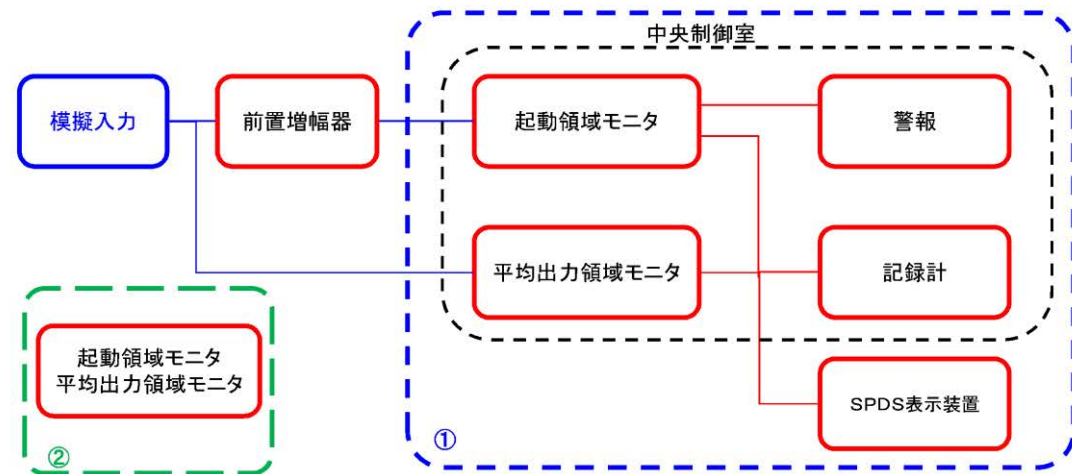 中央制御室
模擬入力
前置増幅器
起動領域モニタ
警報
平均出力領域モニタ
記録計
起動領域モニタ
平均出力領域モニタ
SPDS表示装置
①
②